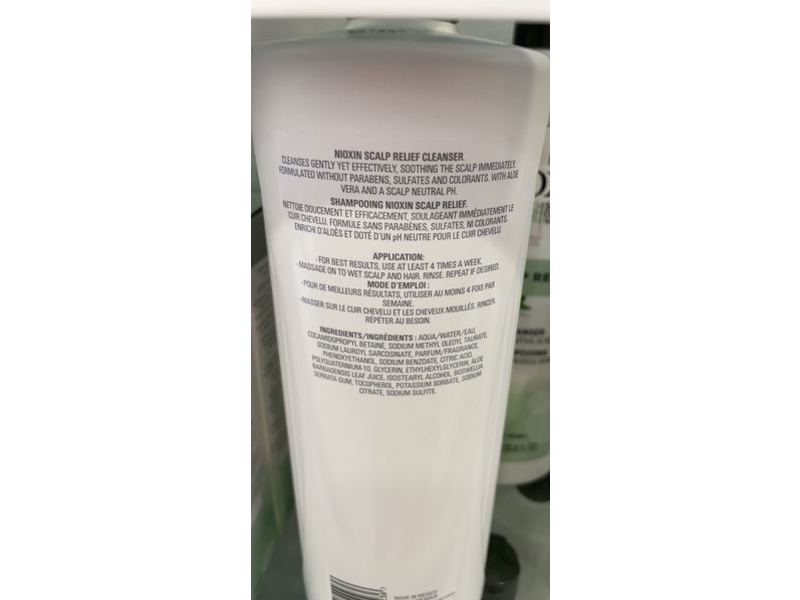 NIOXIN SCALP RELIEF CLEANSER.
CLEANSES GENTLY YET EFFECTIVELY, SOOTHING THE SCALP IMMEDIATELY.
FORMULATED WITHOUT PARABENS, SULFATES AND COLORANTS. WITH ALOE
VERA AND A SCALP NEUTRAL PH.
SHAMPOOING NIOXIN SCALP RELIEF.
NETTOIE DOUCEMENT ET EFFICACEMENT, SOULAGEANT IMMÉDIATEMENT LE
CUIR CHEVELU. FORMULE SANS PARABENS, SULFATES, NI COLORANTS.
ENRICHI D'ALOÈS ET DOTÉ D'UN pH NEUTRE POUR LE CUIR CHEVELU.
APPLICATION:
-FOR BEST RESULTS, USE AT LEAST 4 TIMES A WEEK.
-MASSAGE ON TO WET SCALP AND HAIR. RINSE. REPEAT IF DESIRED.
MODE D'EMPLOI :
-POUR DE MEILLEURS RÉSULTATS, UTILISER AU MOINS 4 FOIS PAR
SEMAINE.
-MASSER SUR LE CUIR CHEVELU ET LES CHEVEUX MOUILLÉS. RINCER.
RÉPÉTER AU BESOIN.
INGREDIENTS/INGRÉDIENTS : AQUA/WATER/EAU,
COCAMIDOPROPYL BETAINE, SODIUM METHYL OLEOYL TAURATE,
SODIUM LAUROYL SARCOSINATE, PARFUM/FRAGRANCE,
PHENOXYETHANOL, SODIUM BENZOATE, CITRIC ACID,
POLYQUATERNIUM-10, GLYCERIN, ETHYLHEXYLGLYCERIN, ALOE
BARBADENSIS LEAF JUICE, ISOSTEARYL ALCOHOL, BOSWELLIA
SERRATA GUM, TOCOPHEROL, POTASSIUM SORBATE, SODIUM
CITRATE, SODIUM SULFITE.
MADE IN MEXICO